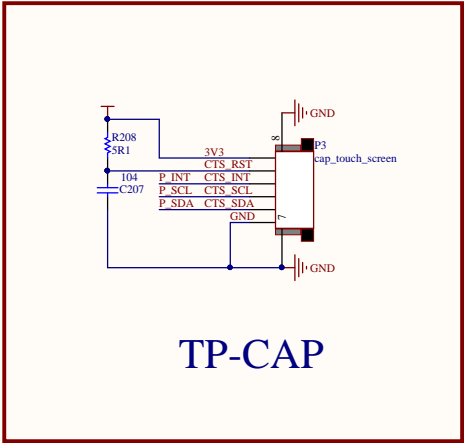 GND
8
R208
5R1
P3
3V3
cap_touch_screen
CTS_RST
104
P_INT CTS_INT
C207
P_SCL CTS_SCL
P_SDA CTS_SDA
GND
7
GND
TP-CAP